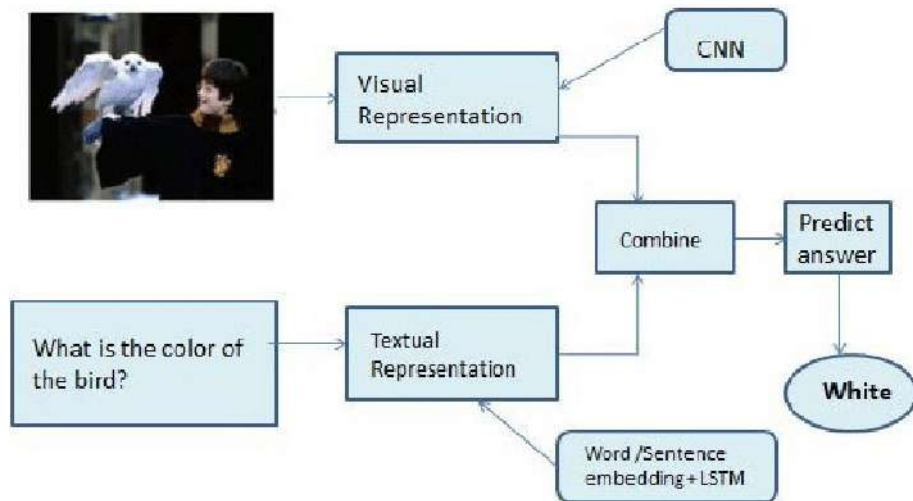 CNN
Visual
Representation
Predict
answer
Combine
What is the color of
the bird?
Textual
Representation
White
Word /Sentence
embedding + LSTM